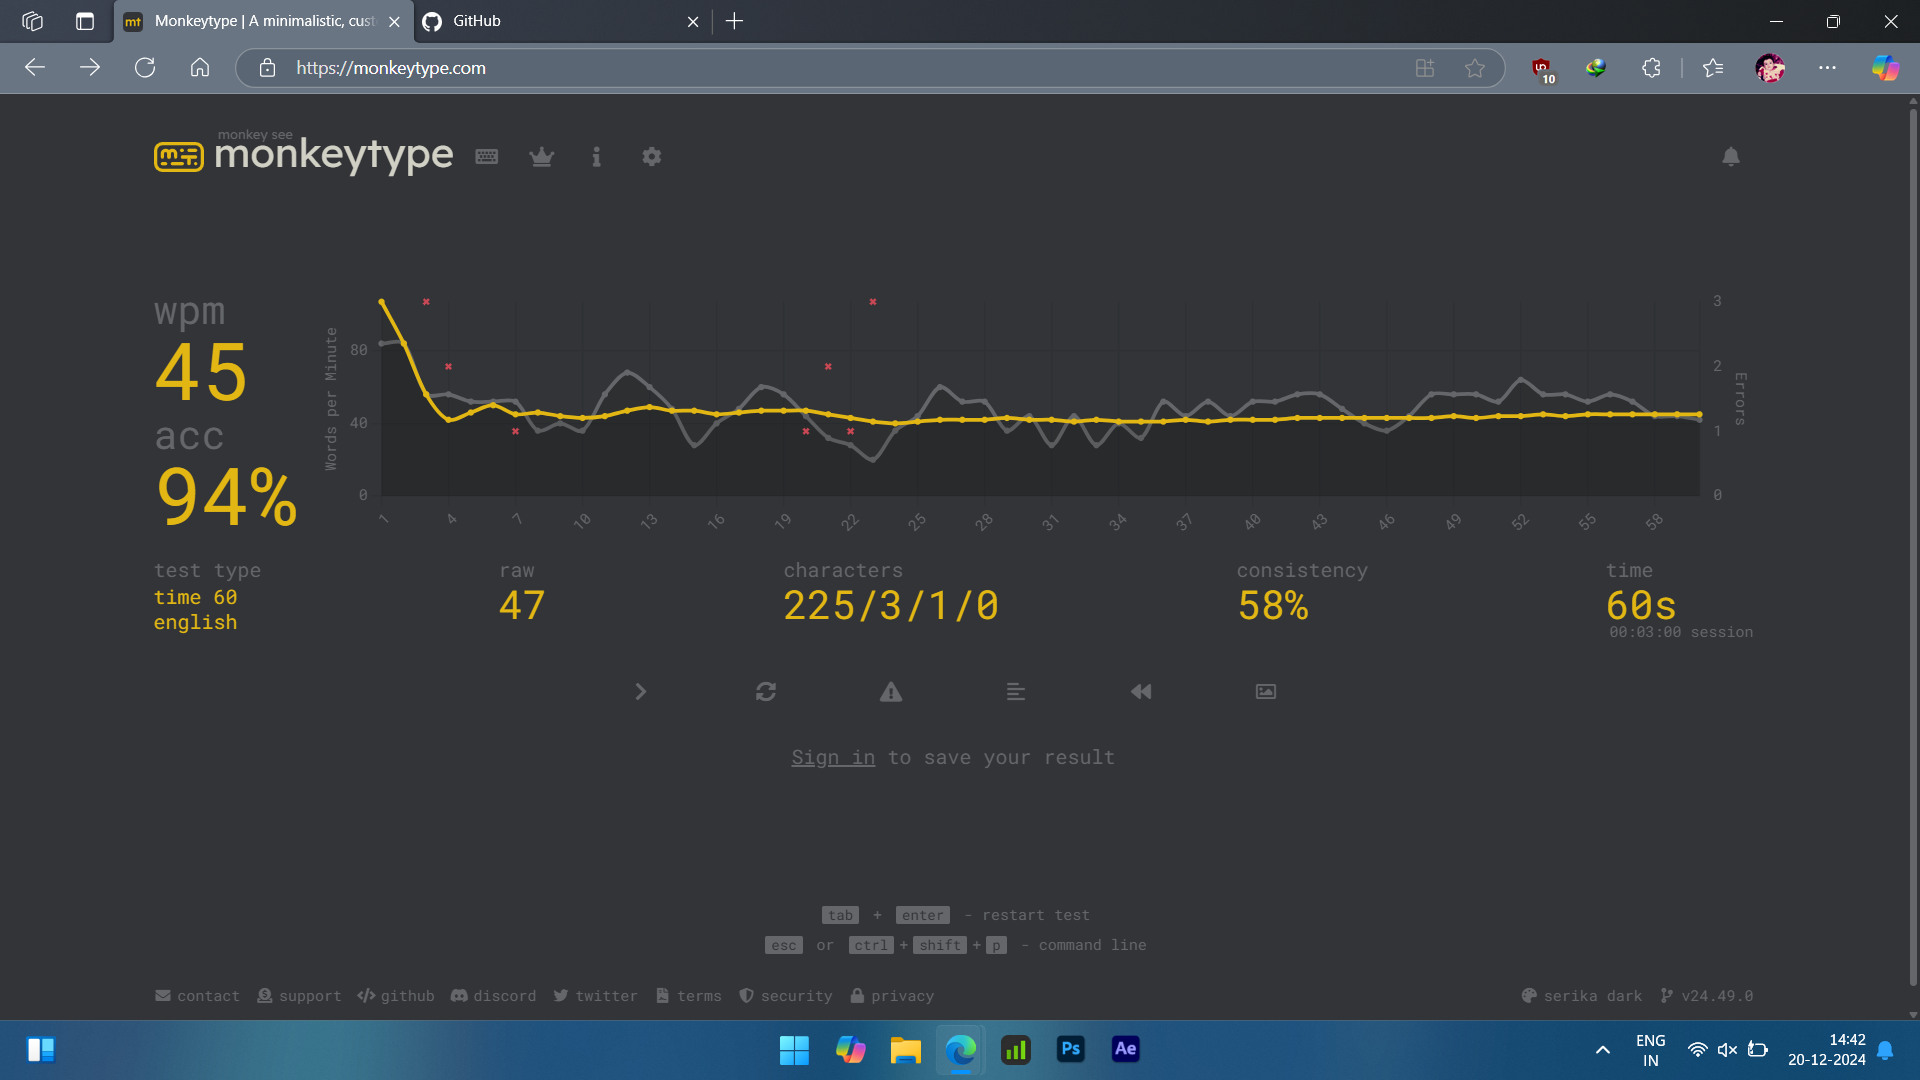 mt Monkeytype | A minimalistic, cust
GitHub
https://monkeytype.com
10
monkey see
monkeytype
wpm
45
acc
94%
Words per Minute
80
40
0
3
2
1
0
Errors
1 4 7 10 13 16 19 22 25 28 31 34 37 40 43 46 49 52 55 58
test type
time 60
english
raw
47
characters
225/3/1/0
consistency
58%
time
60s
00:03:00 session
Sign in to save your result
tab + enter - restart test
esc or ctrl + shift + p - command line
contact support github discord twitter terms security privacy
serika dark v24.49.0
Ps Ae
ENG
IN
14:42
20-12-2024